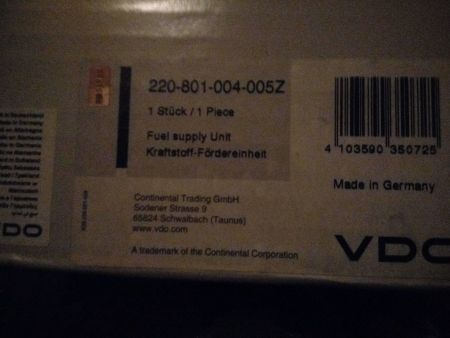 220-801-004-005Z
1 Stück / 1 Piece
Fuel supply Unit
Kraftstoff-Fördereinheit
4 103590 350725
Made in Germany
Continental Trading GmbH
Sodener Strasse 9
65824 Schwalbach (Taunus)
www.vdo.com
A trademark of the Continental Corporation
VDO
VDO